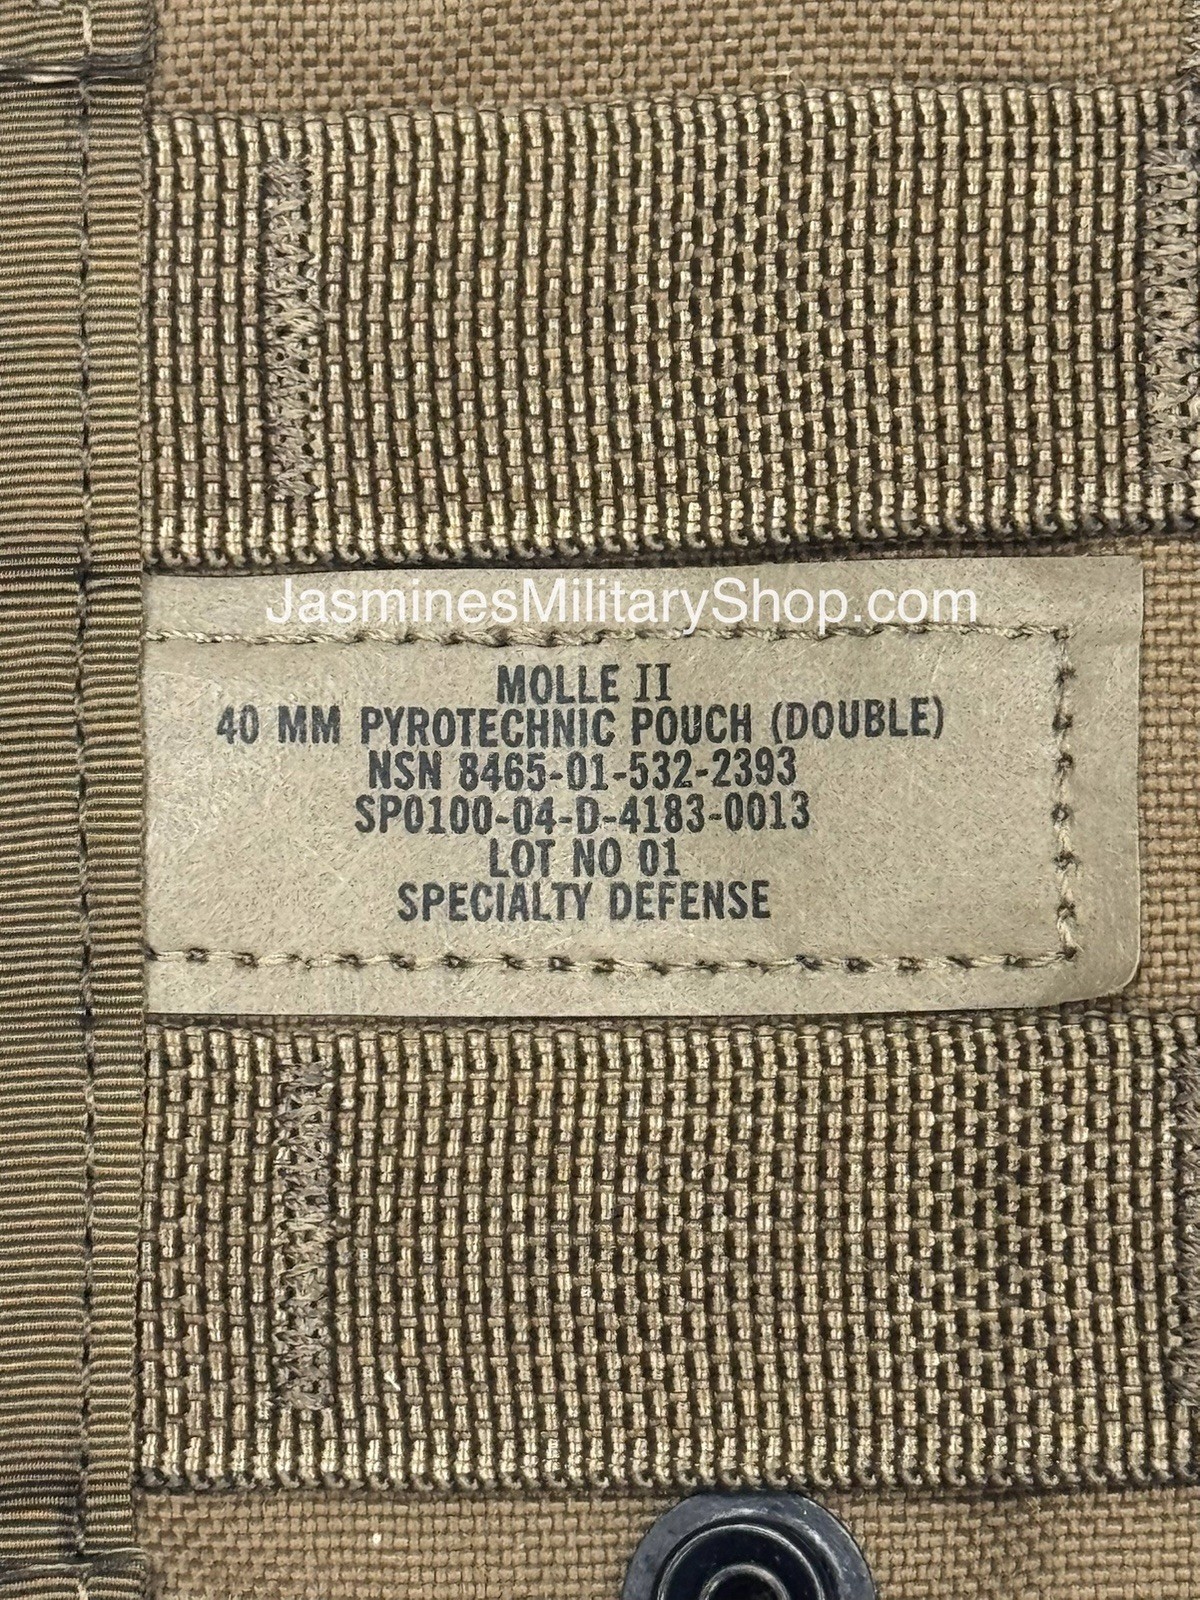 JasminesMilitaryShop.com
MOLLE II
40 MM PYROTECHNIC POUCH (DOUBLE)
NSN 8465-01-532-2393
SP0100-04-D-4183-0013
LOT NO 01
SPECIALTY DEFENSE